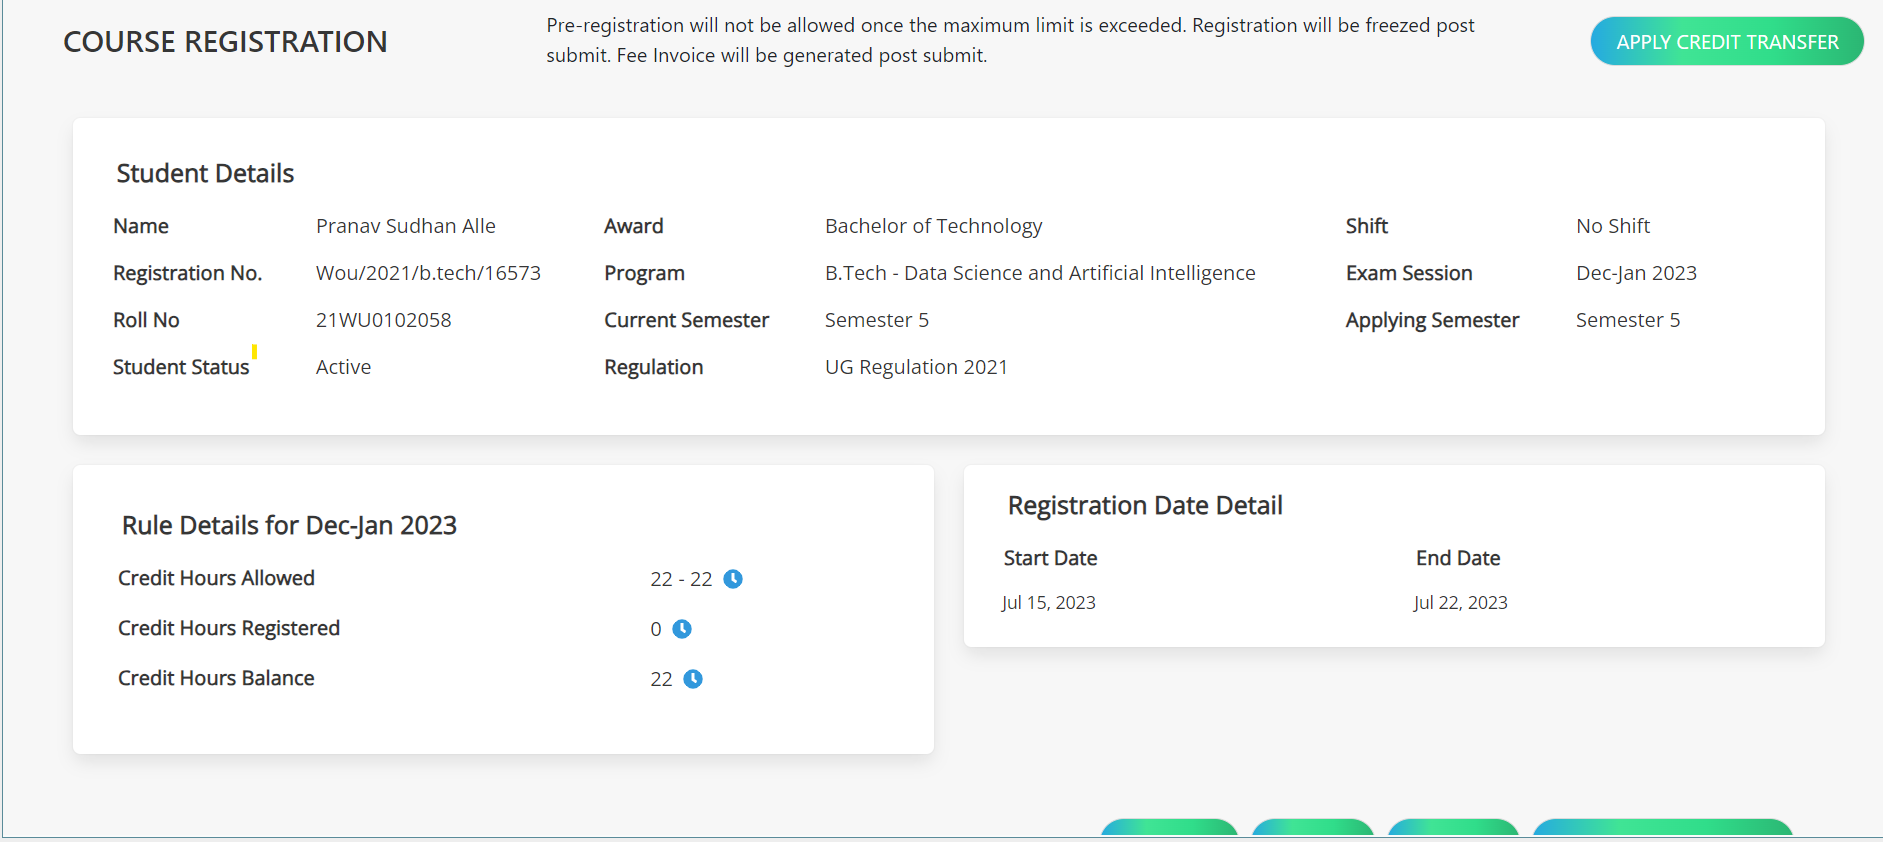 COURSE REGISTRATION
Pre-registration will not be allowed once the maximum limit is exceeded. Registration will be freezed post
submit. Fee Invoice will be generated post submit.
APPLY CREDIT TRANSFER
Student Details
Name Pranav Sudhan Alle Award Bachelor of Technology Shift No Shift
Registration No. Wou/2021/b.tech/16573 Program B.Tech - Data Science and Artificial Intelligence Exam Session Dec-Jan 2023
Roll No 21WU0102058 Current Semester Semester 5 Applying Semester Semester 5
Student Status Active Regulation UG Regulation 2021
Rule Details for Dec-Jan 2023
Credit Hours Allowed 22 - 22
Credit Hours Registered 0
Credit Hours Balance 22
Registration Date Detail
Start Date End Date
Jul 15, 2023 Jul 22, 2023